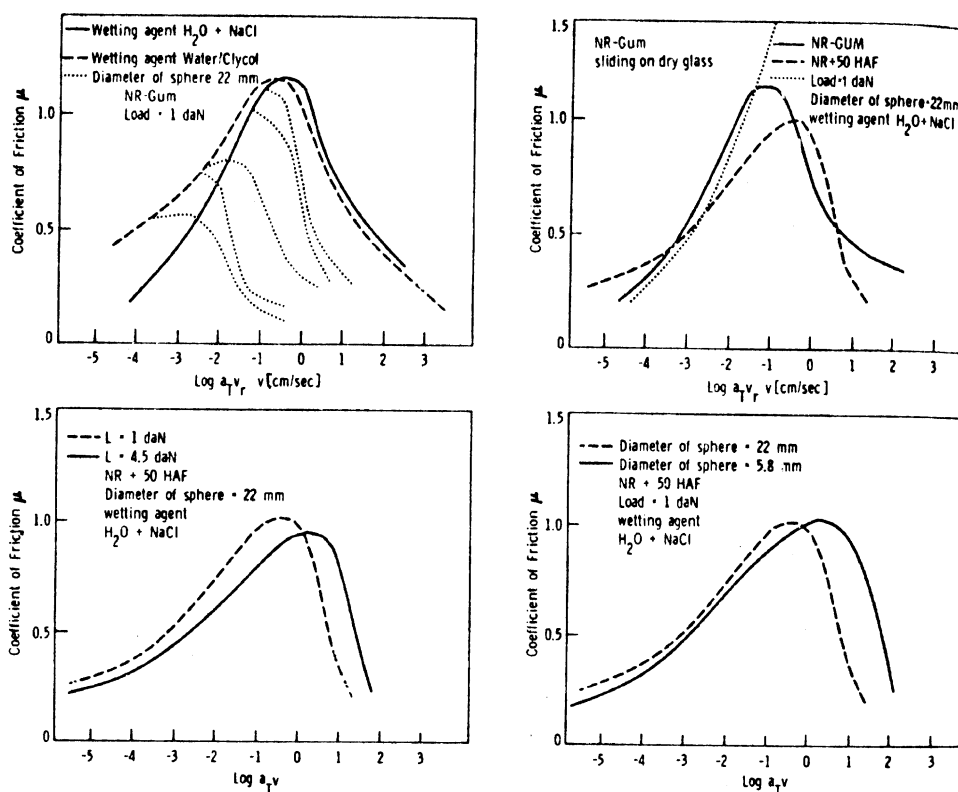 1.5
1.0
0.5
0
Coefficient of Friction μ
Wetting agent H2O + NaCl
Wetting agent Water/Clycol
Diameter of sphere 22 mm
NR-Gum
Load = 1 daN
-5 -4 -3 -2 -1 0 1 2 3
Log aTvr v [cm/sec]
1.5
1.0
0.5
0
Coefficient of Friction μ
NR-Gum
sliding on dry glass
NR-GUM
NR+50 HAF
Load=1 daN
Diameter of sphere=22mm
wetting agent H2O+NaCl
-5 -4 -3 -2 -1 0 1 2 3
Log aTvr v [cm/sec]
1.5
1.0
0.5
0
Coefficient of Friction μ
L = 1 daN
L = 4.5 daN
NR + 50 HAF
Diameter of sphere = 22 mm
wetting agent
H2O + NaCl
-5 -4 -3 -2 -1 0 1 2 3
Log aTv
1.5
1.0
0.5
0
Coefficient of Friction μ
Diameter of sphere = 22 mm
Diameter of sphere = 5.8 mm
NR + 50 HAF
Load = 1 daN
wetting agent
H2O + NaCl
-5 -4 -3 -2 -1 0 1 2 3
Log aTv